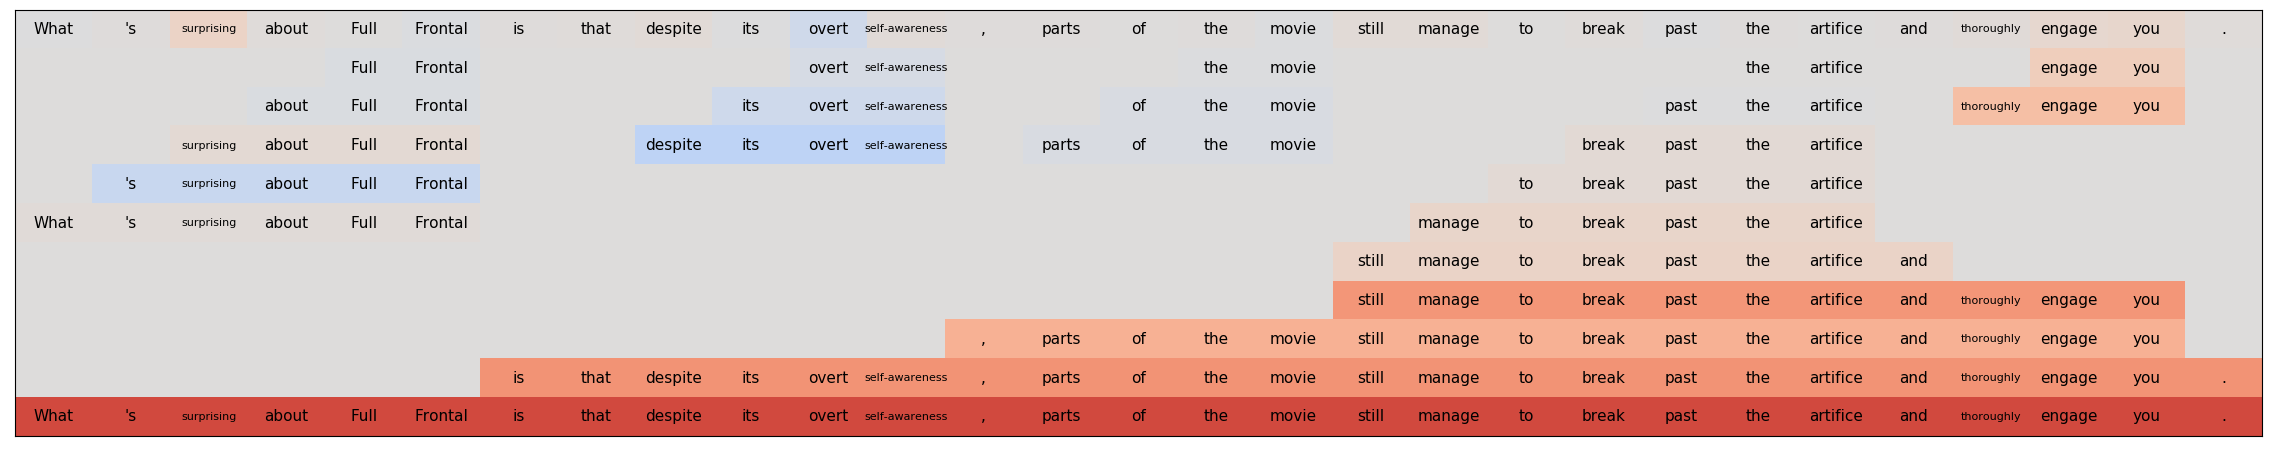 What 's surprising about Full Frontal is that despite its overt self-awareness , parts of the movie still manage to break past the artifice and thoroughly engage you .
Full Frontal overt self-awareness the movie the artifice engage you
about Full Frontal its overt self-awareness of the movie past the artifice thoroughly engage you
surprising about Full Frontal despite its overt self-awareness parts of the movie break past the artifice
's surprising about Full Frontal to break past the artifice
What 's surprising about Full Frontal manage to break past the artifice
still manage to break past the artifice and
still manage to break past the artifice and thoroughly engage you
, parts of the movie still manage to break past the artifice and thoroughly engage you
is that despite its overt self-awareness , parts of the movie still manage to break past the artifice and thoroughly engage you .
What 's surprising about Full Frontal is that despite its overt self-awareness , parts of the movie still manage to break past the artifice and thoroughly engage you .